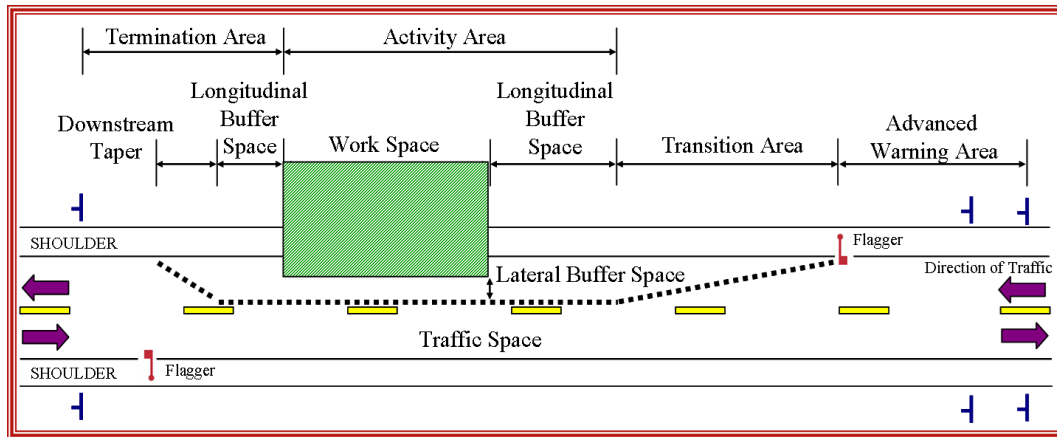 Termination Area
Activity Area
Longitudinal
Buffer
Space
Longitudinal
Buffer
Space
Downstream
Taper
Work Space
Transition Area
Advanced
Warning Area
SHOULDER
Flagger
Lateral Buffer Space
Direction of Traffic
Traffic Space
SHOULDER
Flagger